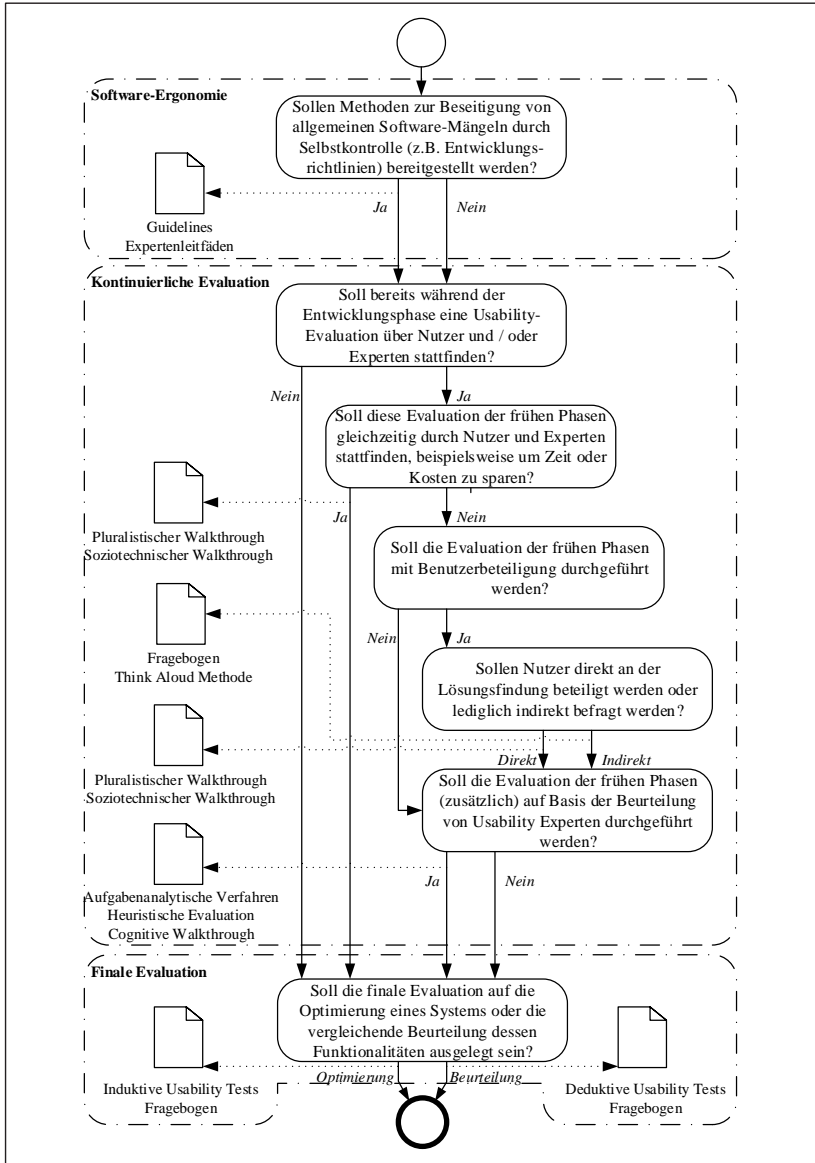 Software-Ergonomie
Sollen Methoden zur Beseitigung von
allgemeinen Software-Mängeln durch
Selbstkontrolle (z.B. Entwicklungs-
richtlinien) bereitgestellt werden?
Ja
Nein
Guidelines
Expertenleitfäden
Kontinuierliche Evaluation
Soll bereits während der
Entwicklungsphase eine Usability-
Evaluation über Nutzer und / oder
Experten stattfinden?
Nein
Ja
Soll diese Evaluation der frühen Phasen
gleichzeitig durch Nutzer und Experten
stattfinden, beispielsweise um Zeit oder
Kosten zu sparen?
Ja
Nein
Pluralistischer Walkthrough
Soziotechnischer Walkthrough
Soll die Evaluation der frühen Phasen
mit Benutzerbeteiligung durchgeführt
werden?
Nein
Ja
Fragebogen
Think Aloud Methode
Sollen Nutzer direkt an der
Lösungsfindung beteiligt werden oder
lediglich indirekt befragt werden?
Direkt
Indirekt
Pluralistischer Walkthrough
Soziotechnischer Walkthrough
Soll die Evaluation der frühen Phasen
(zusätzlich) auf Basis der Beurteilung
von Usability Experten durchgeführt
werden?
Ja
Nein
Aufgabenanalytische Verfahren
Heuristische Evaluation
Cognitive Walkthrough
Finale Evaluation
Soll die finale Evaluation auf die
Optimierung eines Systems oder die
vergleichende Beurteilung dessen
Funktionalitäten ausgelegt sein?
Optimierung
Beurteilung
Induktive Usability Tests
Fragebogen
Deduktive Usability Tests
Fragebogen